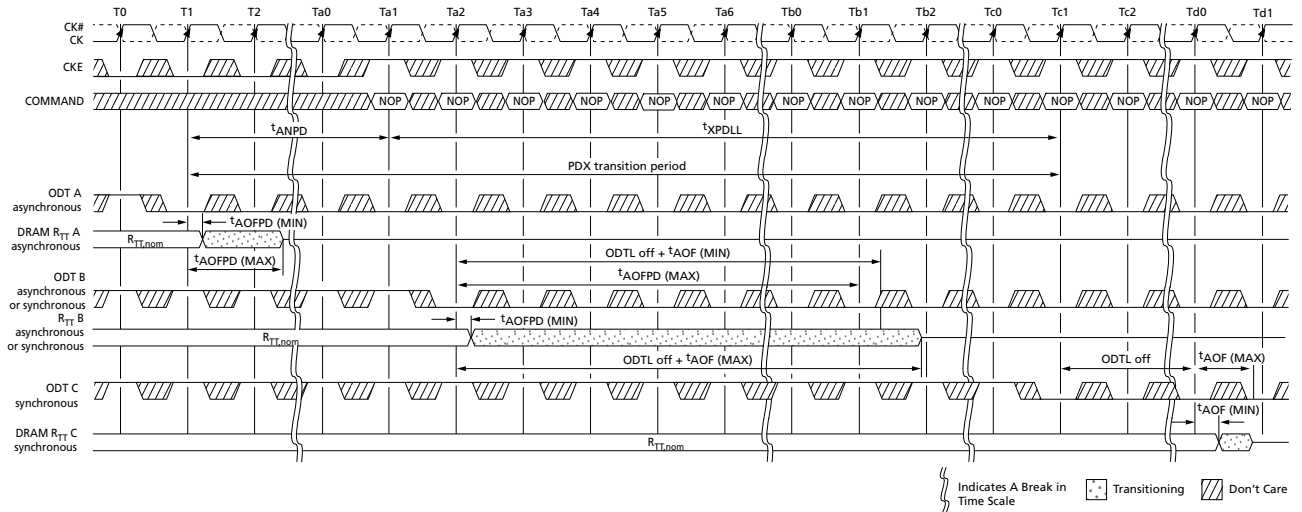 T0 T1 T2 Ta0 Ta1 Ta2 Ta3 Ta4 Ta5 Ta6 Tb0 Tb1 Tb2 Tc0 Tc1 Tc2 Td0 Td1
CK#
CK
CKE
COMMAND NOP NOP NOP NOP NOP NOP NOP NOP NOP NOP NOP NOP NOP NOP
tANPD tXPDLL
PDX transition period
ODT A
asynchronous
tAOFPD (MIN)
DRAM RTT A
asynchronous
RTT,nom
tAOFPD (MAX)
ODTL off + tAOF (MIN)
tAOFPD (MAX)
ODT B
asynchronous
or synchronous
RTT B
asynchronous
or synchronous
tAOFPD (MIN)
RTT,nom
ODTL off + tAOF (MAX)
ODTL off tAOF (MAX)
ODT C
synchronous
tAOF (MIN)
DRAM RTT C
synchronous
RTT,nom
Indicates A Break in
Time Scale
Transitioning
Don't Care